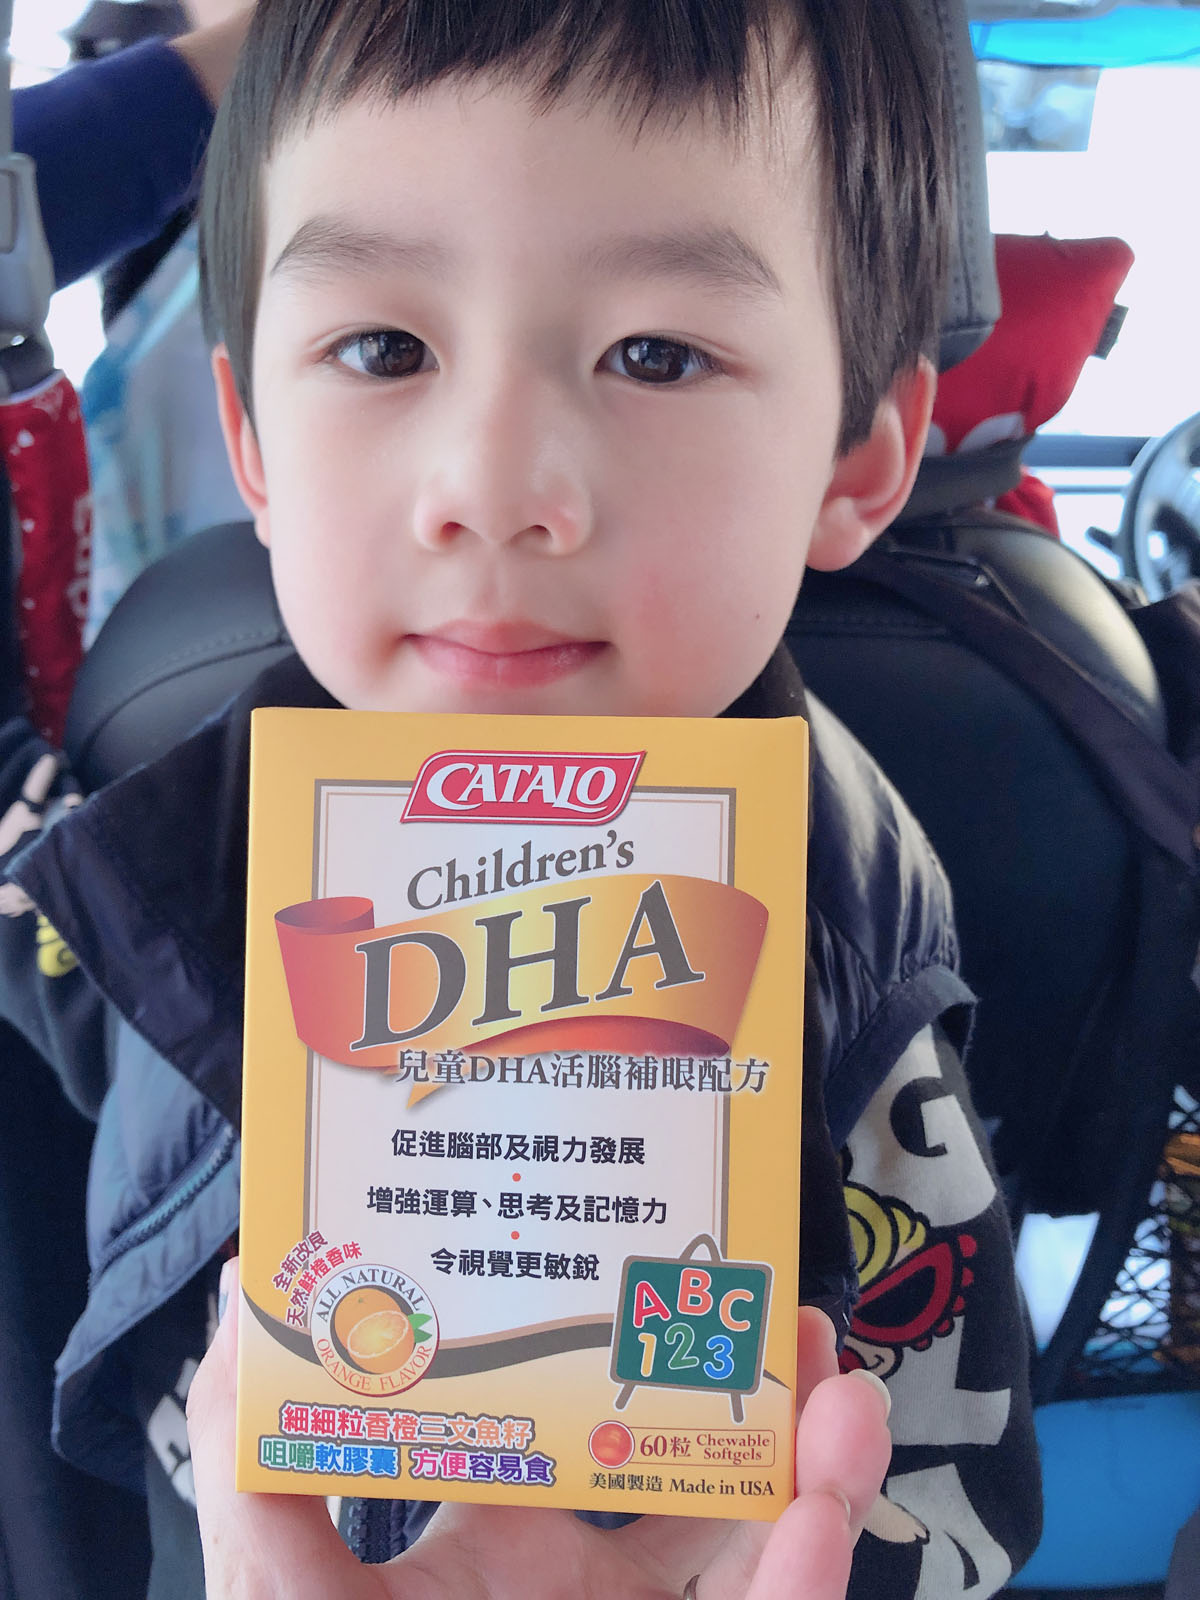 CATALO
Children's
DHA
兒童DHA活腦補眼配方
促進腦部及視力發展
增強運算、思考及記憶力
令視覺更敏銳
全新改良
天然鮮橙香味
ALL NATURAL
ORANGE FLAVOR
ABC
123
細細粒香橙三文魚籽
咀嚼軟膠囊 方便容易食
60粒 Chewable
Softgels
美國製造 Made in USA
G